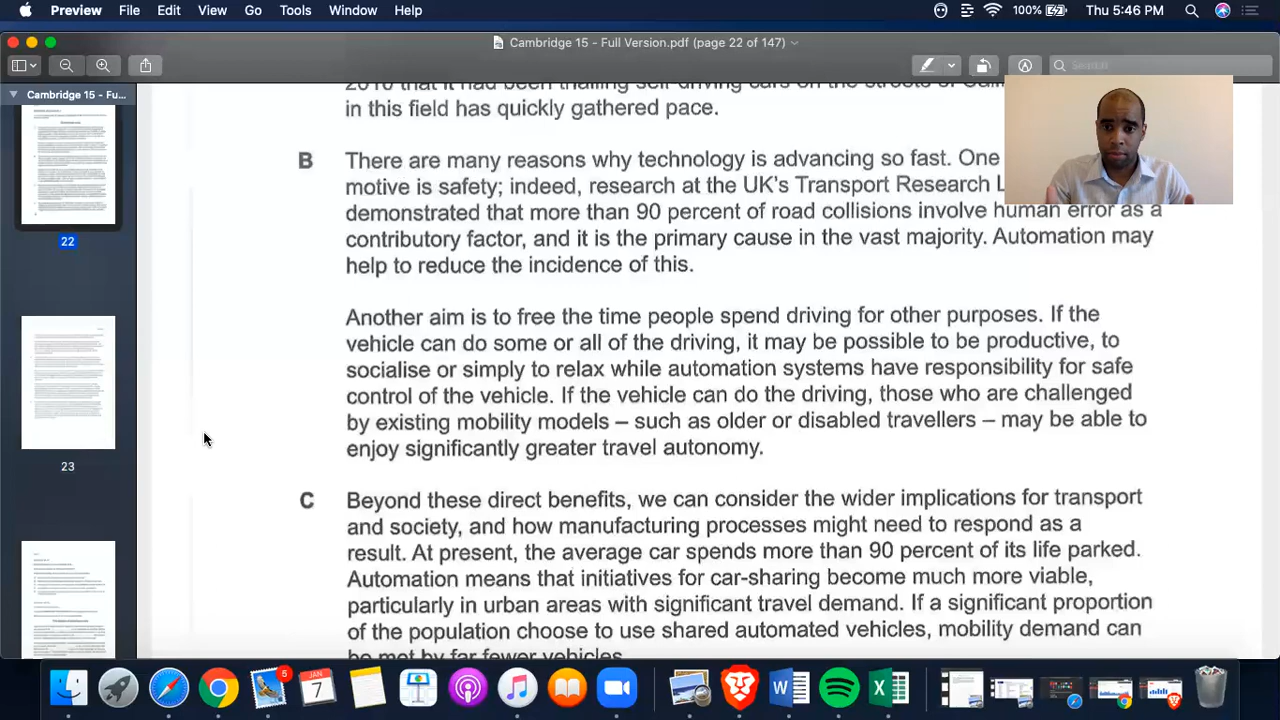 Preview File Edit View Go Tools Window Help 100% Thu 5:46 PM
Cambridge 15 - Full Version.pdf (page 22 of 147)
Search
Cambridge 15 - Fu...
22
23
in this field has quickly gathered pace.
B There are many reasons why technology is advancing so fast. One
motive is safety; indeed, research at the UK's Transport Research
demonstrated that more than 90 percent of road collisions involve human error as a
contributory factor, and it is the primary cause in the vast majority. Automation may
help to reduce the incidence of this.
Another aim is to free the time people spend driving for other purposes. If the
vehicle can do some or all of the driving, it may be possible to be productive, to
socialise or simply to relax while automation systems have responsibility for safe
control of the vehicle. If the vehicle can do the driving, those who are challenged
by existing mobility models – such as older or disabled travellers – may be able to
enjoy significantly greater travel autonomy.
C Beyond these direct benefits, we can consider the wider implications for transport
and society, and how manufacturing processes might need to respond as a
result. At present, the average car spends more than 90 percent of its life parked.
Automation means that initiatives for car-sharing become much more viable,
particularly in urban areas with significant travel demand. If a significant proportion
of the population choose to use shared automated vehicles, mobility demand can
5
JAN
7